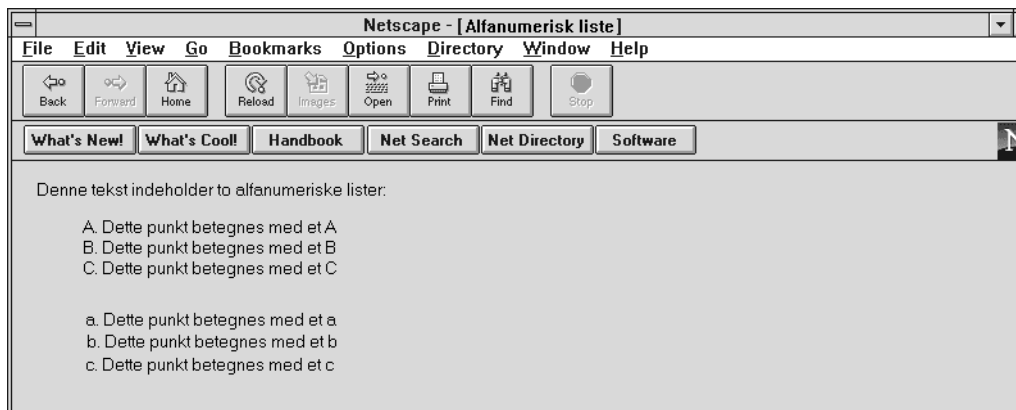 Netscape - [Alfanumerisk liste]
File Edit View Go Bookmarks Options Directory Window Help
Back Forward Home Reload Images Open Print Find Stop
What's New! What's Cool! Handbook Net Search Net Directory Software
N
Denne tekst indeholder to alfanumeriske lister:
A. Dette punkt betegnes med et A
B. Dette punkt betegnes med et B
C. Dette punkt betegnes med et C
a. Dette punkt betegnes med et a
b. Dette punkt betegnes med et b
c. Dette punkt betegnes med et c